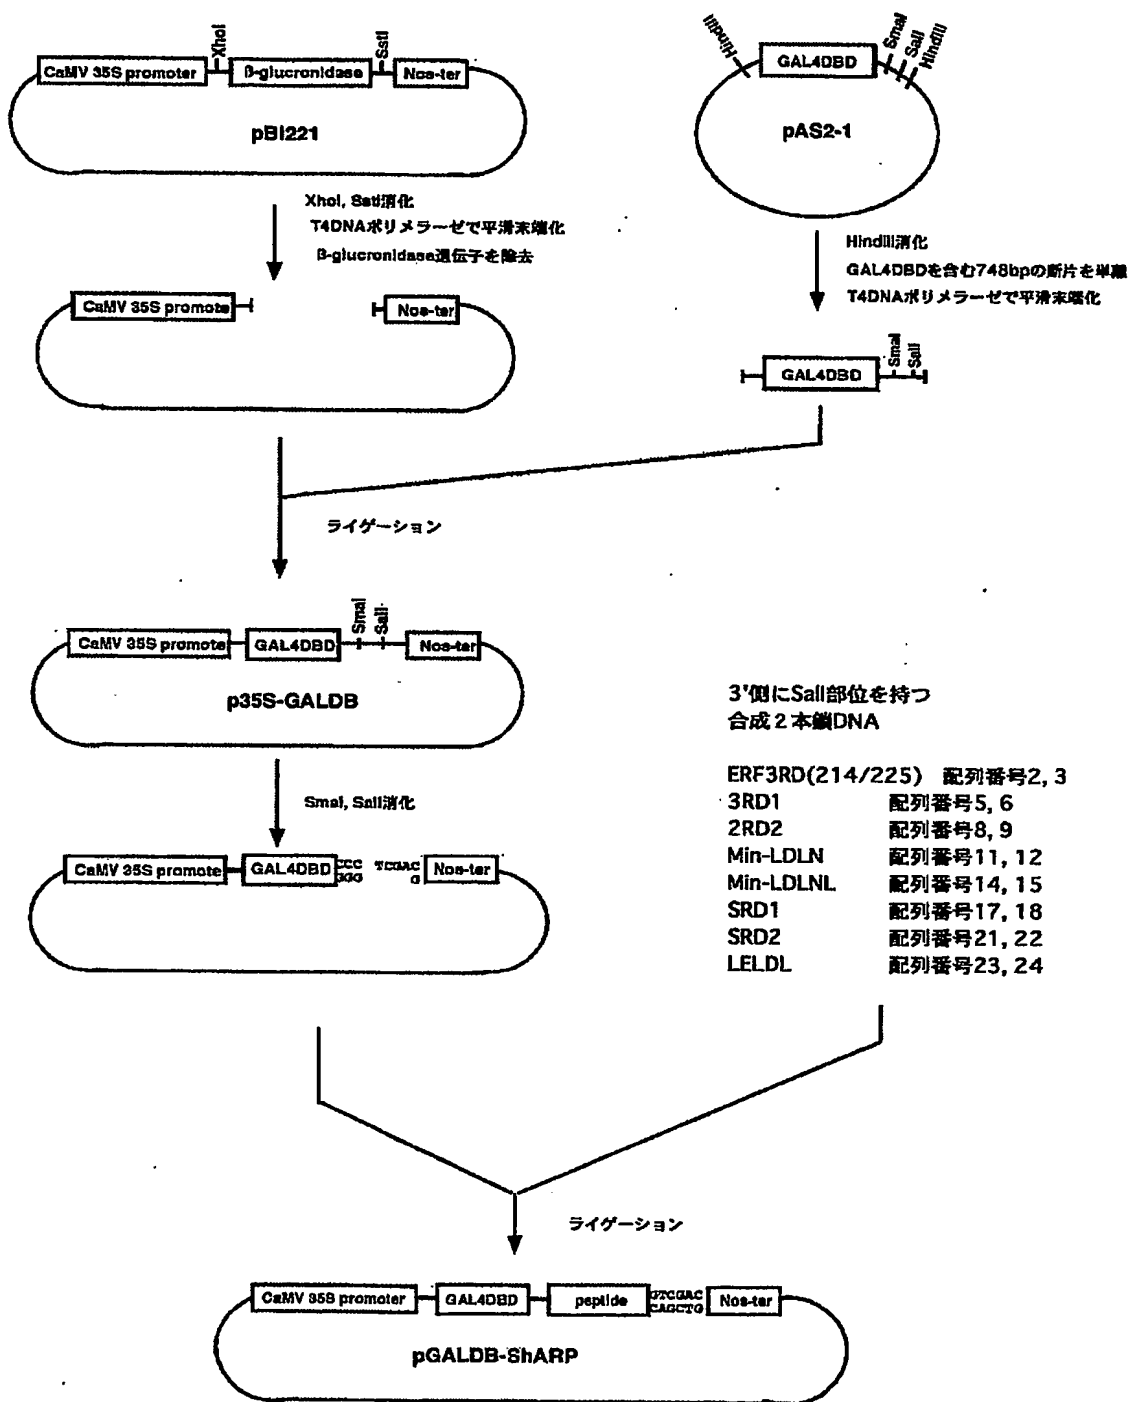 XhoI
SstI
CaMV 35S promoter
β-glucronidase
Nos-ter
pBI221
HindIII
GAL4DBD
SmaI
SalI
HindIII
pAS2-1
XhoI, SstI消化
T4DNAポリメラーゼで平滑末端化
β-glucronidase遺伝子を除去
HindIII消化
GAL4DBDを含む748bpの断片を単離
T4DNAポリメラーゼで平滑末端化
CaMV 35S promote
Nos-ter
GAL4DBD
SmaI
SalI
ライゲーション
SmaI
SalI
CaMV 35S promote
GAL4DBD
Nos-ter
p35S-GALDB
SmaI, SalI消化
3'側にSalI部位を持つ
合成2本鎖DNA
ERF3RD(214/225) 配列番号2, 3
3RD1 配列番号5, 6
2RD2 配列番号8, 9
Min-LDLN 配列番号11, 12
Min-LDLNL 配列番号14, 15
SRD1 配列番号17, 18
SRD2 配列番号21, 22
LELDL 配列番号23, 24
CaMV 35S promote
GAL4DBD
CCC
GGG
TCGAC
G
Nos-ter
ライゲーション
CaMV 35S promoter
GAL4DBD
peptide
GTCGAC
CAGCTG
Nos-ter
pGALDB-ShARP